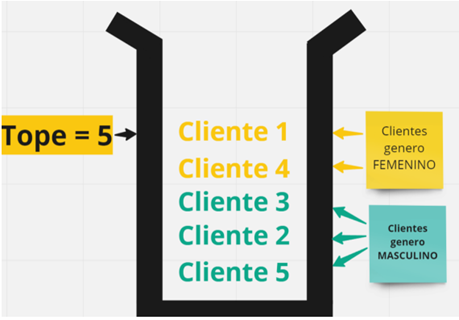 Tope = 5
Cliente 1
Cliente 4
Cliente 3
Cliente 2
Cliente 5
Clientes
genero
FEMENINO
Clientes
genero
MASCULINO